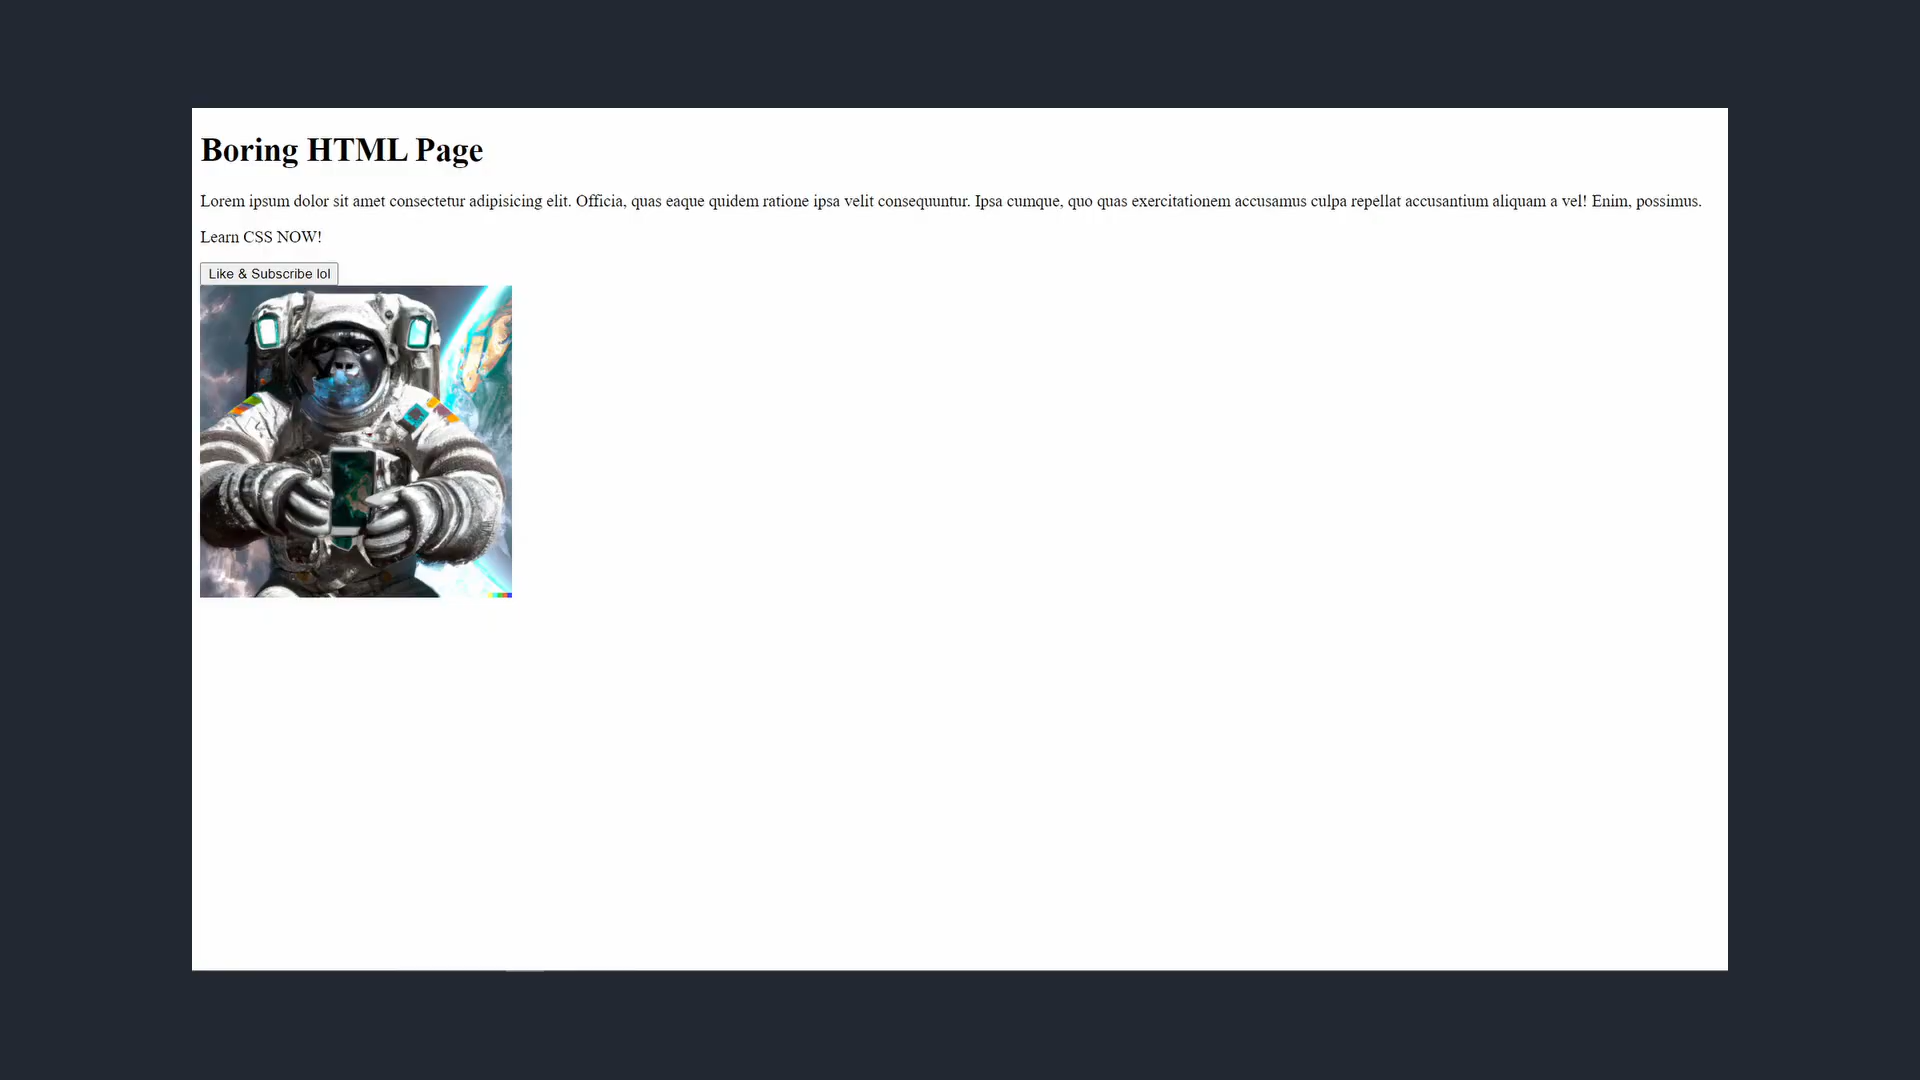 Boring HTML Page
Lorem ipsum dolor sit amet consectetur adipisicing elit. Officia, quas eaque quidem ratione ipsa velit consequuntur. Ipsa cumque, quo quas exercitationem accusamus culpa repellat accusantium aliquam a vel! Enim, possimus.
Learn CSS NOW!
Like & Subscribe lol